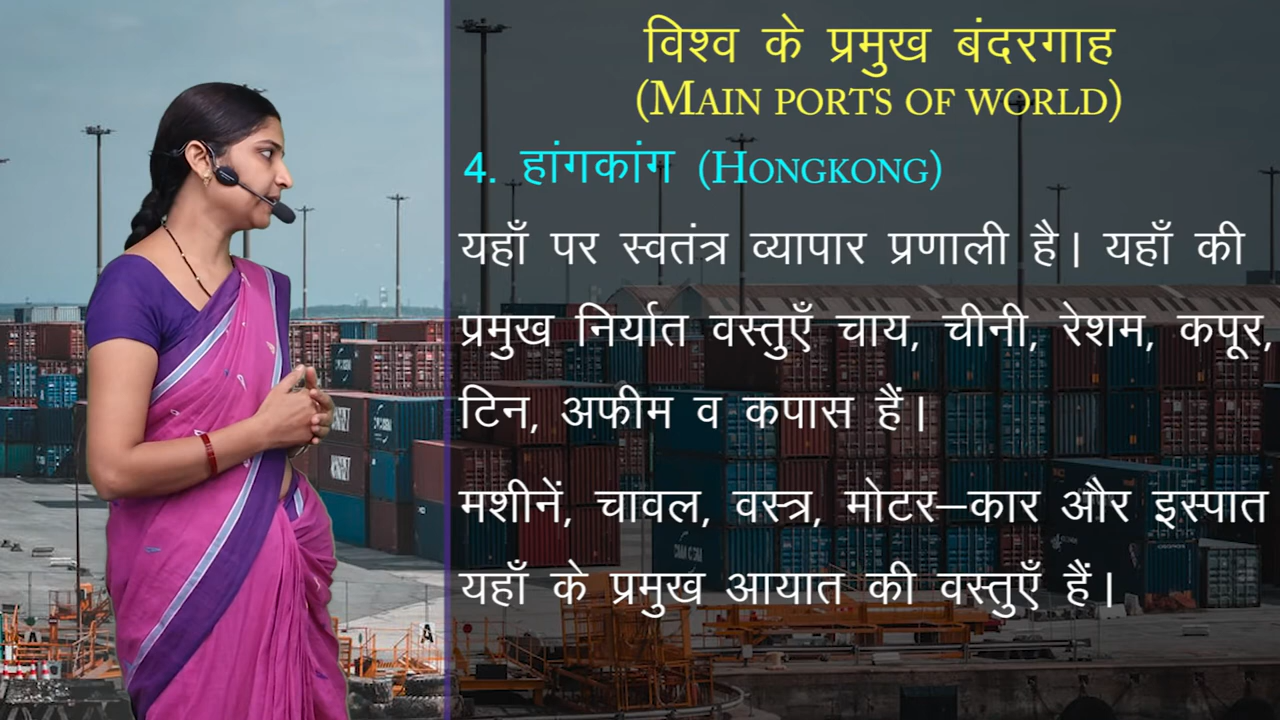 विश्व के प्रमुख बंदरगाह
(MAIN PORTS OF WORLD)
4. हांगकांग (HONGKONG)
यहाँ पर स्वतंत्र व्यापार प्रणाली है। यहाँ की
प्रमुख निर्यात वस्तुएँ चाय, चीनी, रेशम, कपूर,
टिन, अफीम व कपास हैं।
मशीनें, चावल, वस्त्र, मोटर–कार और इस्पात
यहाँ के प्रमुख आयात की वस्तुएँ हैं।